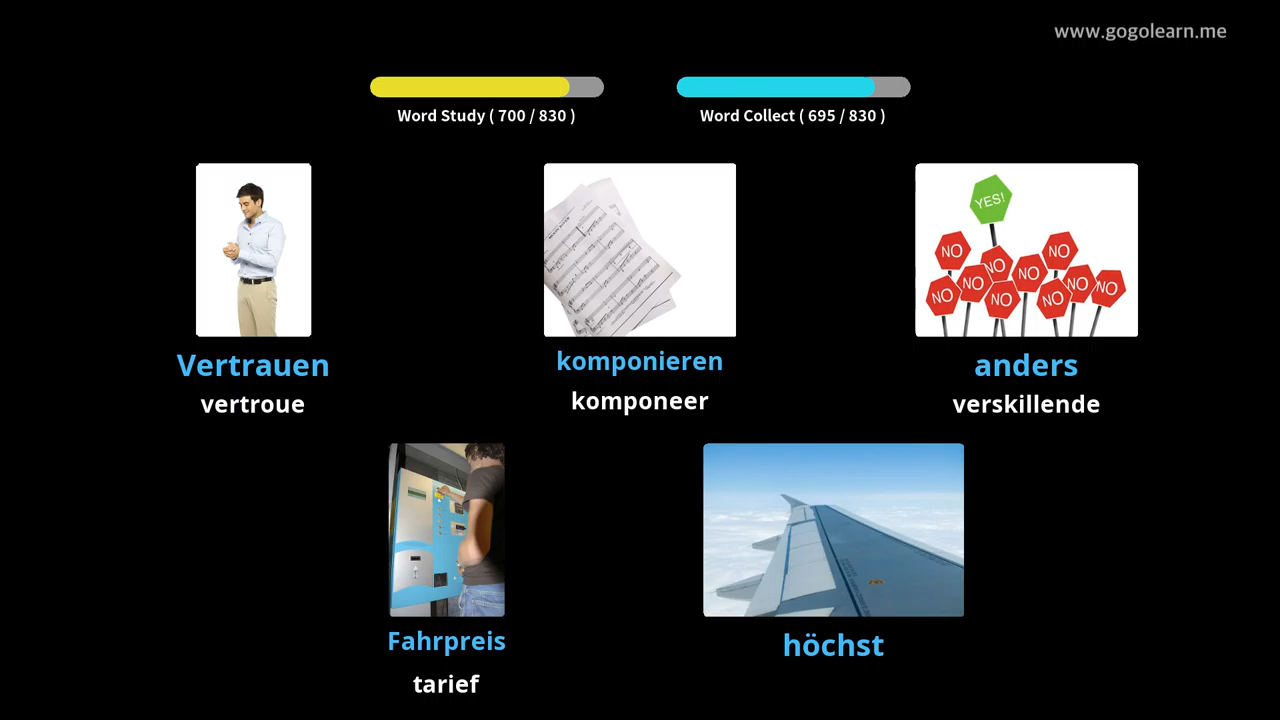 www.gogolearn.me
Word Study ( 700 / 830 )
Word Collect ( 695 / 830 )
YES!
NO
NO
NO
NO
NO
NO
NO
NO
NO
NO
Vertrauen
vertroue
komponieren
komponeer
anders
verskillende
Fahrpreis
tarief
höchst